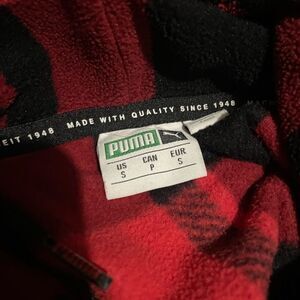 EIT 1948 MADE WITH QUALITY SINCE 1948
PUMA
US CAN EUR
S P S